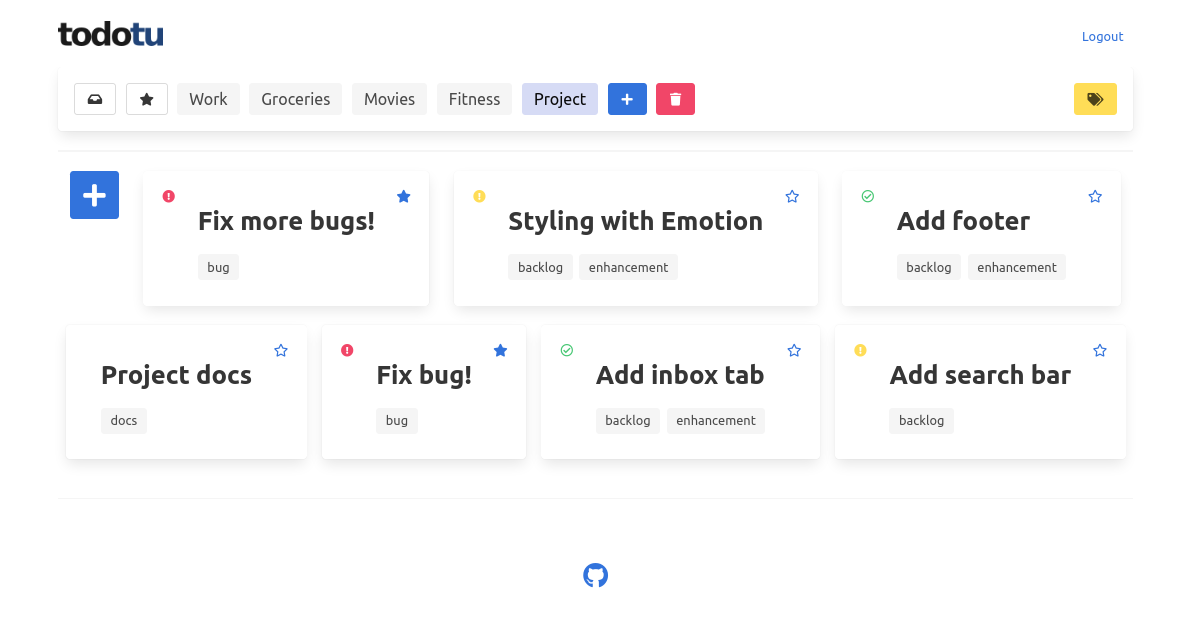 todotu
Logout
Work Groceries Movies Fitness Project
Fix more bugs! Styling with Emotion Add footer
bug backlog enhancement backlog enhancement
Project docs Fix bug! Add inbox tab Add search bar
docs bug backlog enhancement backlog